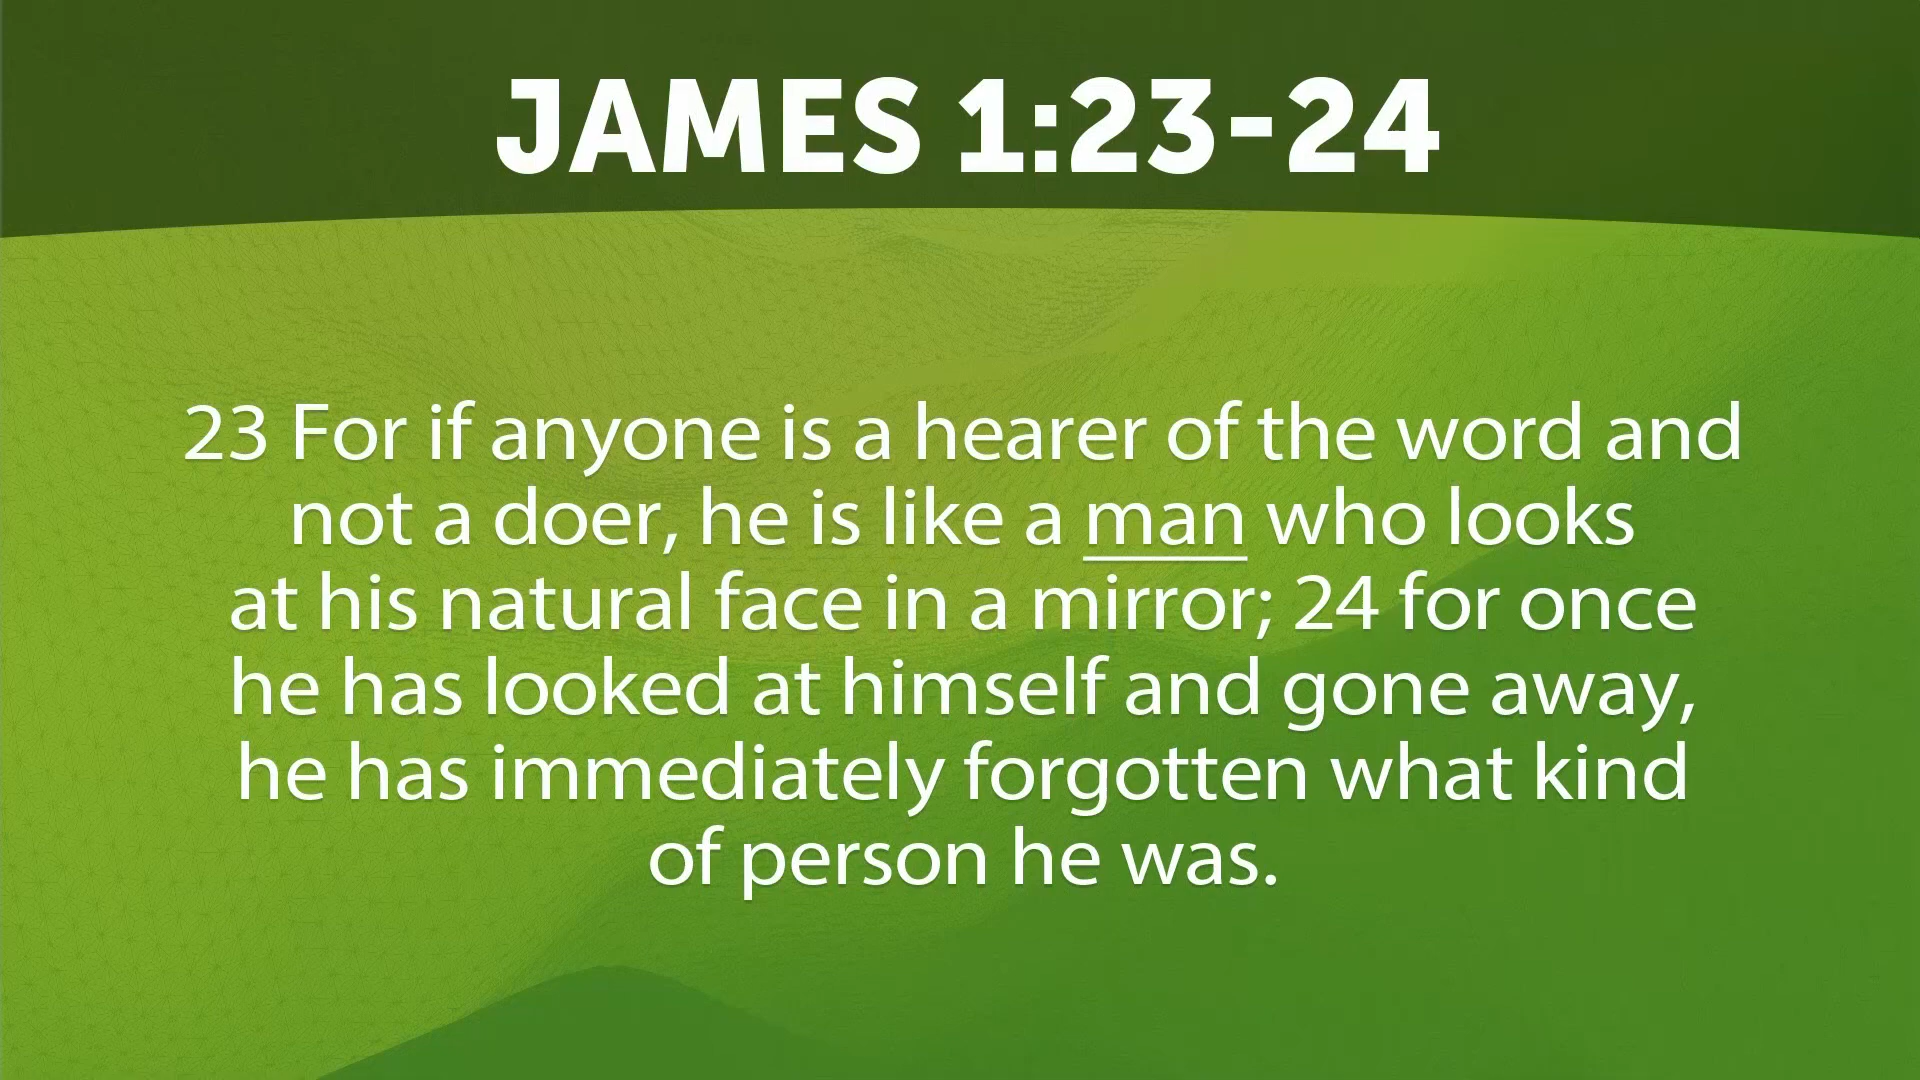 JAMES 1:23-24
23 For if anyone is a hearer of the word and
not a doer, he is like a man who looks
at his natural face in a mirror; 24 for once
he has looked at himself and gone away,
he has immediately forgotten what kind
of person he was.